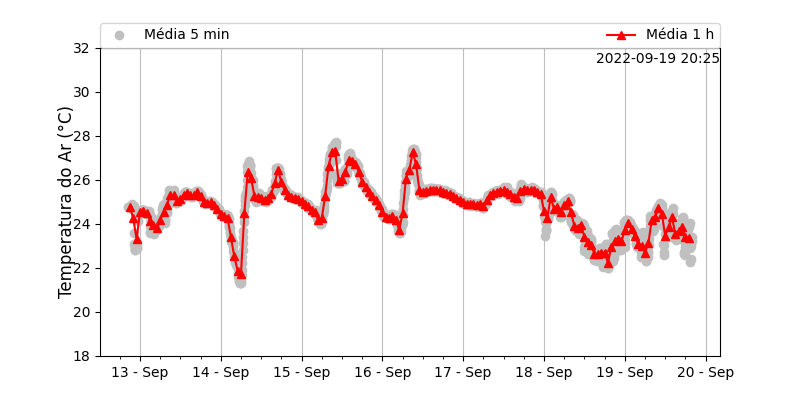 Média 5 min
Média 1 h
2022-09-19 20:25
Temperatura do Ar (°C)
32
30
28
26
24
22
20
18
13 - Sep
14 - Sep
15 - Sep
16 - Sep
17 - Sep
18 - Sep
19 - Sep
20 - Sep